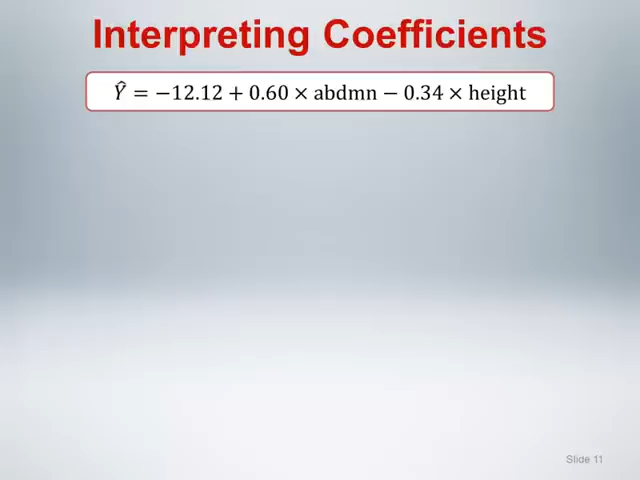 Interpreting Coefficients
Ŷ = −12.12 + 0.60 × abdmn − 0.34 × height
Slide 11